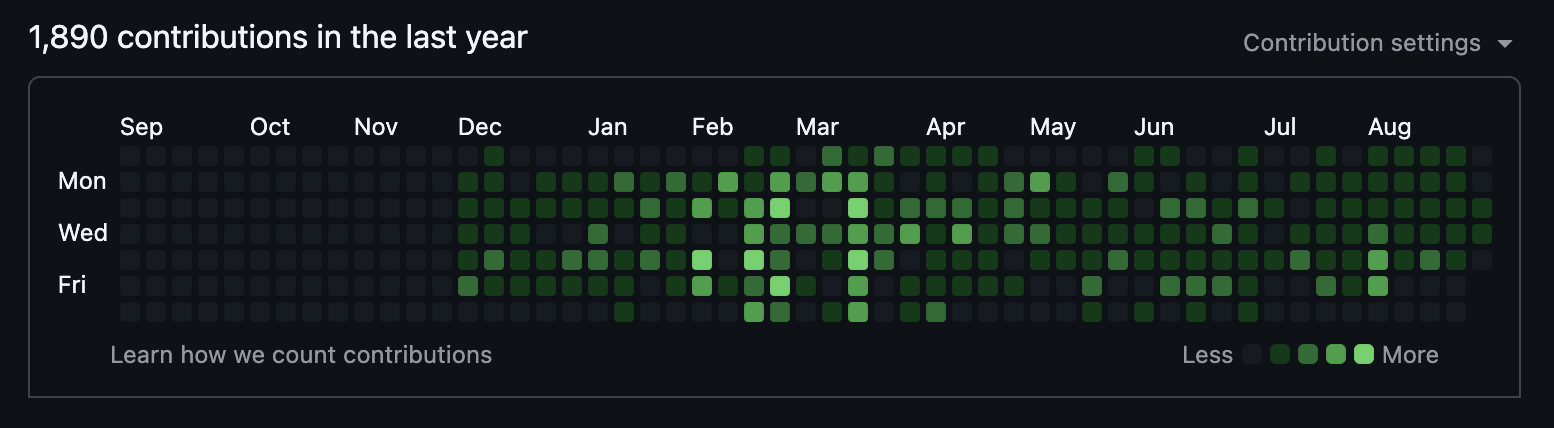 1,890 contributions in the last year
Contribution settings
Sep Oct Nov Dec Jan Feb Mar Apr May Jun Jul Aug
Mon
Wed
Fri
Learn how we count contributions
Less More